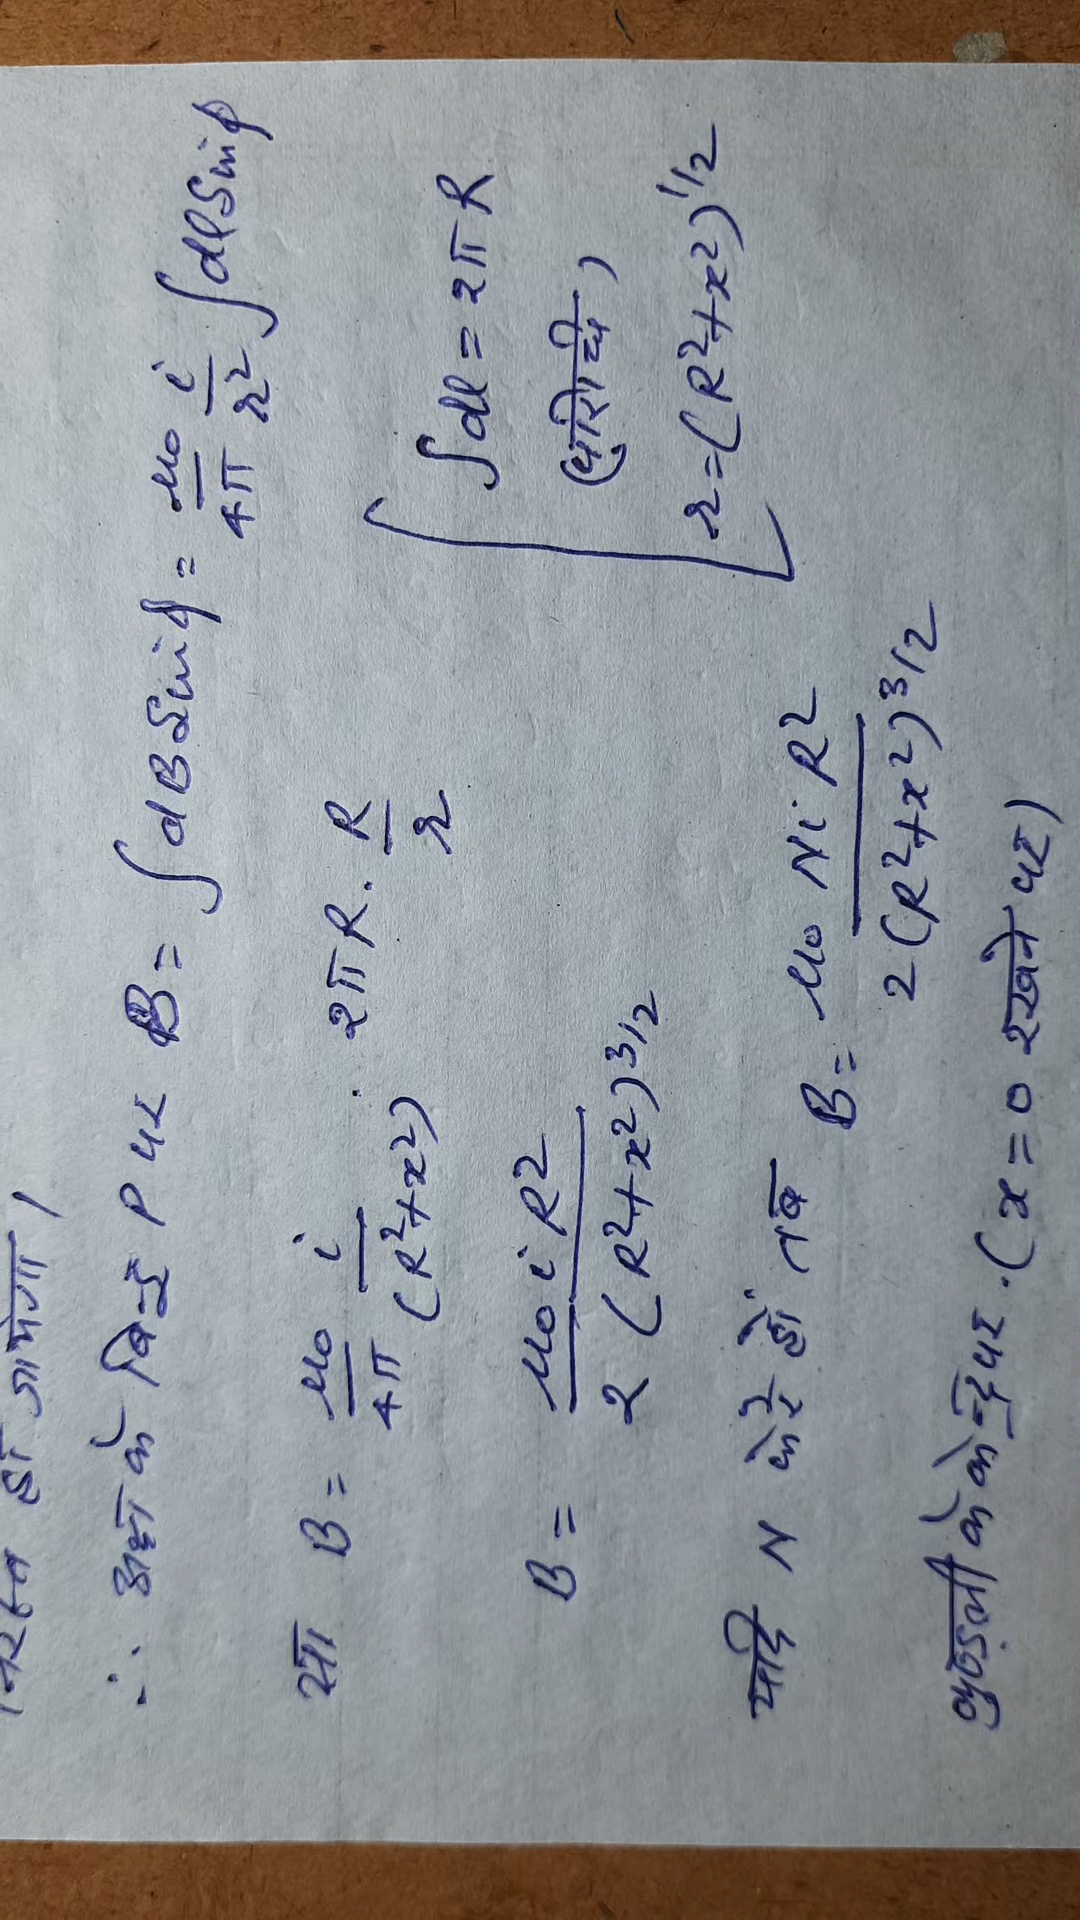 निरस्त हो जायेगा |
∴ अक्ष के बिन्दु P पर B = ∫dB Sinφ = μ₀/4π i/r² ∫dl Sinφ
या B = μ₀/4π · i/(R²+x²) · 2πR · R/r
[∫dl = 2πR
(परिधि)
r = (R²+x²)^1/2
B = μ₀ i R²/2(R²+x²)^3/2
यदि N फेरे हों तब B = μ₀ N i R²/2(R²+x²)^3/2
कुण्डली के केन्द्र पर . (x = 0 रखने पर)